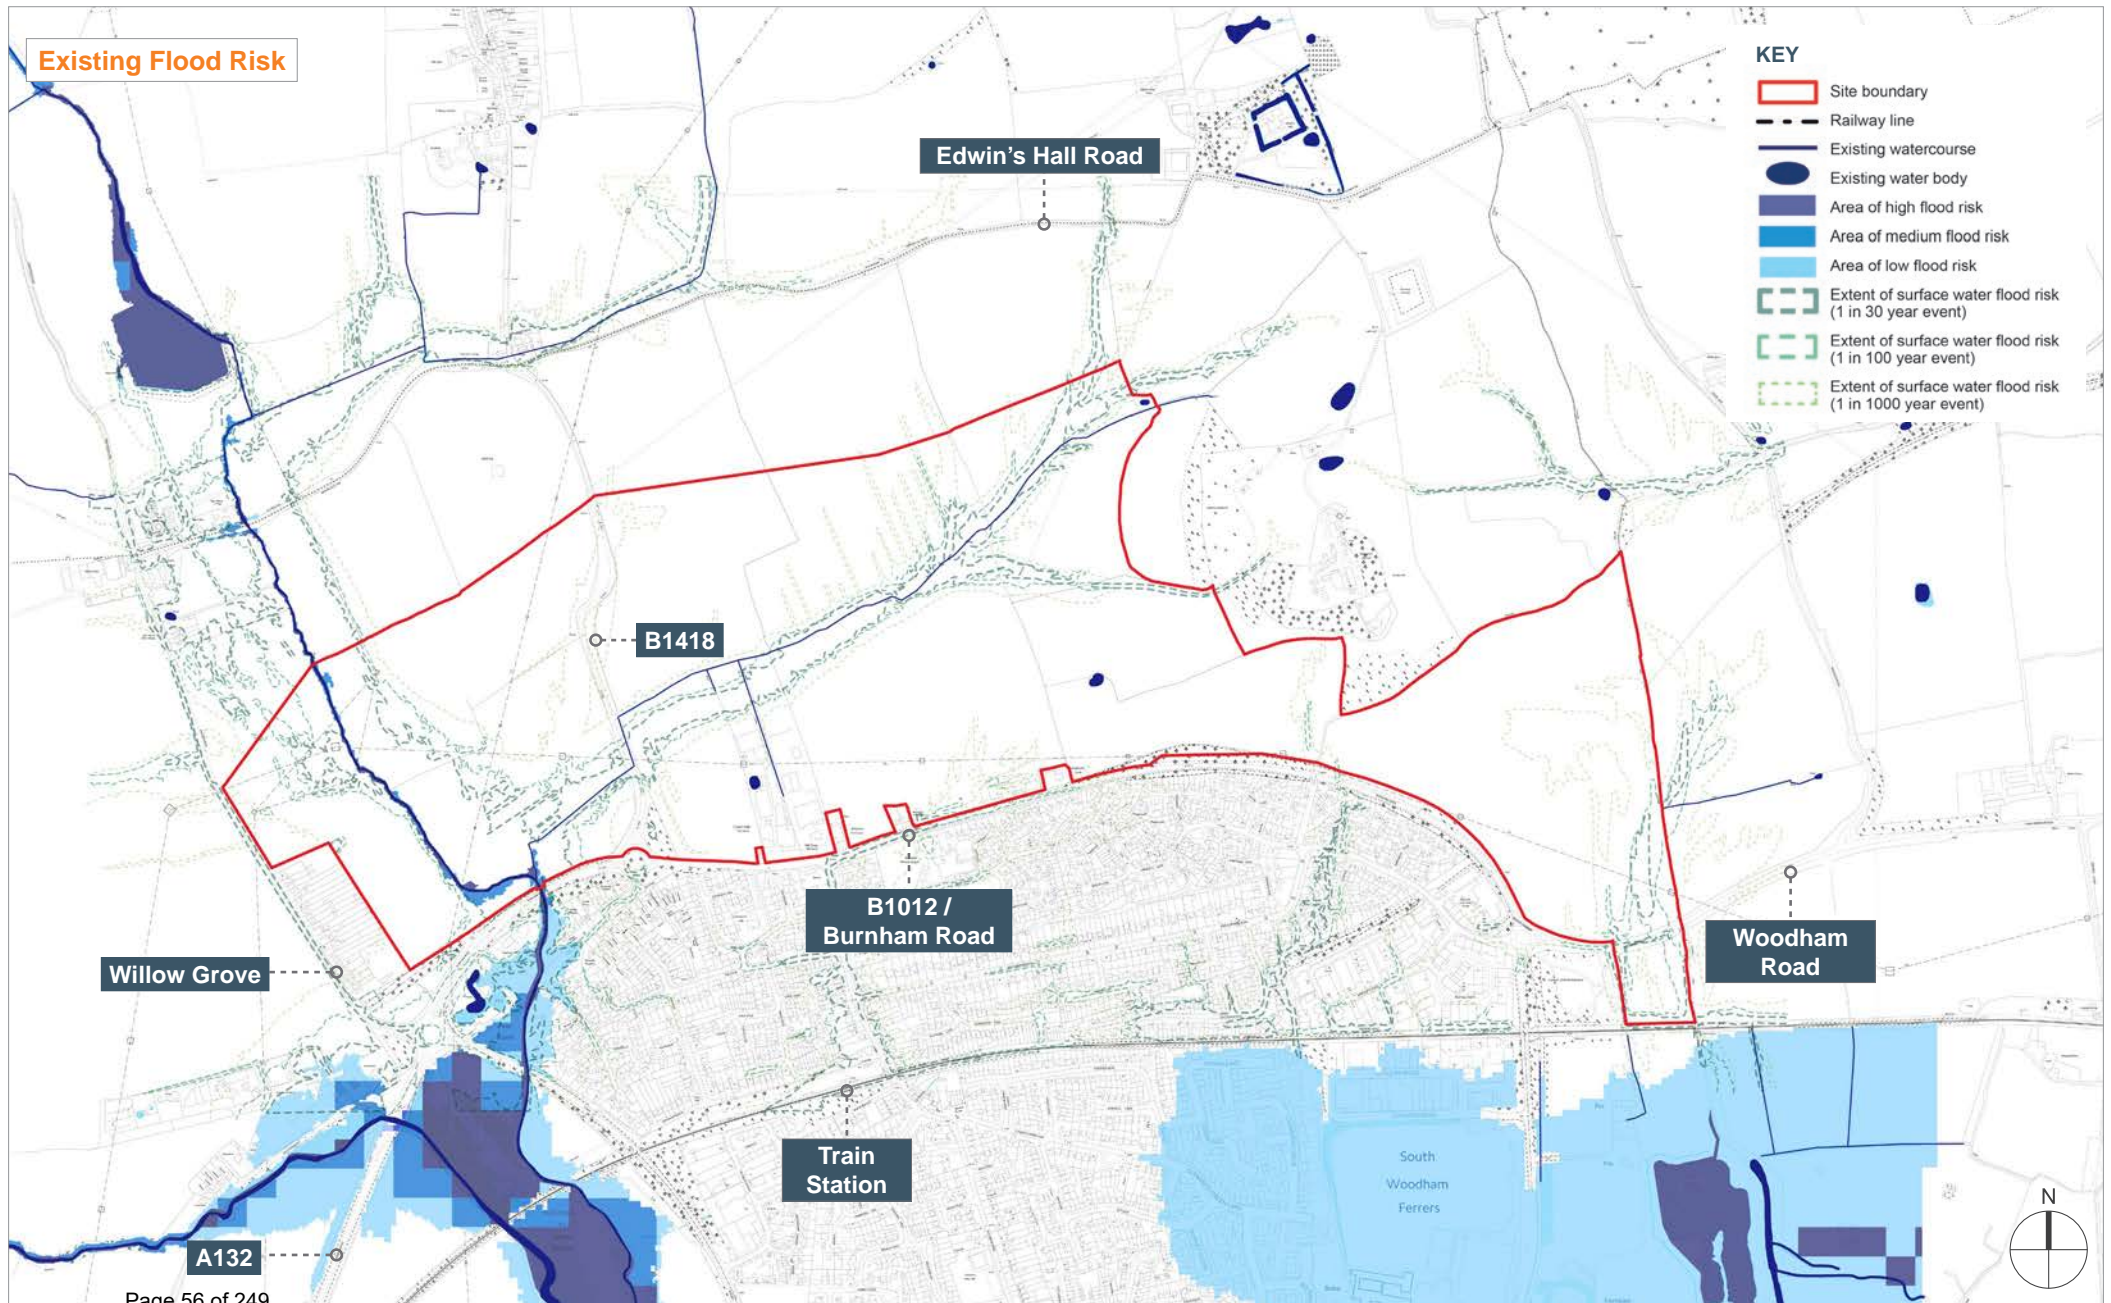 Existing Flood Risk
KEY
Site boundary
Railway line
Existing watercourse
Existing water body
Area of high flood risk
Area of medium flood risk
Area of low flood risk
Extent of surface water flood risk
(1 in 30 year event)
Extent of surface water flood risk
(1 in 100 year event)
Extent of surface water flood risk
(1 in 1000 year event)
Edwin's Hall Road
B1418
B1012 /
Burnham Road
Woodham
Road
Willow Grove
Train
Station
South
Woodham
Ferrers
A132
N
Page 56 of 249